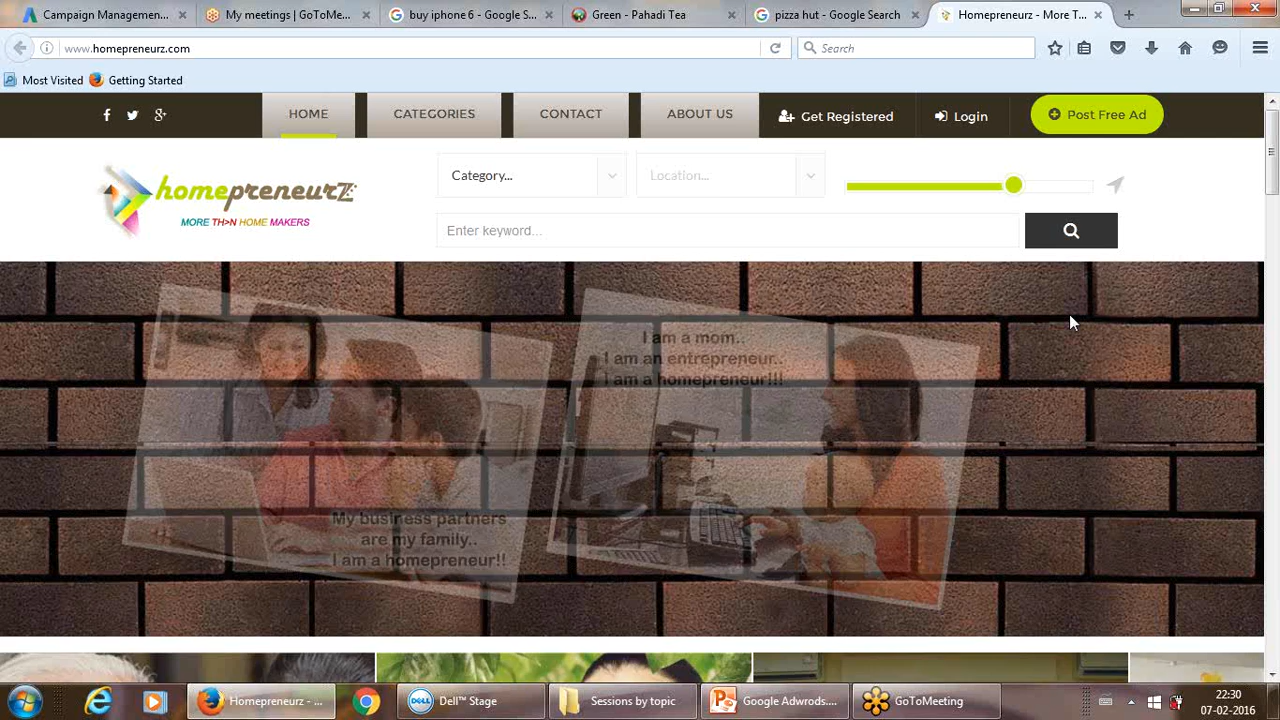 Campaign Managemen...
My meetings | GoToMe...
buy iphone 6 - Google S...
Green - Pahadi Tea
pizza hut - Google Search
Homepreneurz - More T...
www.homepreneurz.com
Search
Most Visited
Getting Started
HOME
CATEGORIES
CONTACT
ABOUT US
Get Registered
Login
Post Free Ad
homepreneurz
MORE TH>N HOME MAKERS
Category...
Location...
Enter keyword...
I am a mom..
I am an entrepreneur..
I am a homepreneur!!!
My business partners
are my family..
I am a homepreneur!!
Homepreneurz - ...
DELL
Dell™ Stage
Sessions by topic
Google Adwrods....
GoToMeeting
22:30
07-02-2016